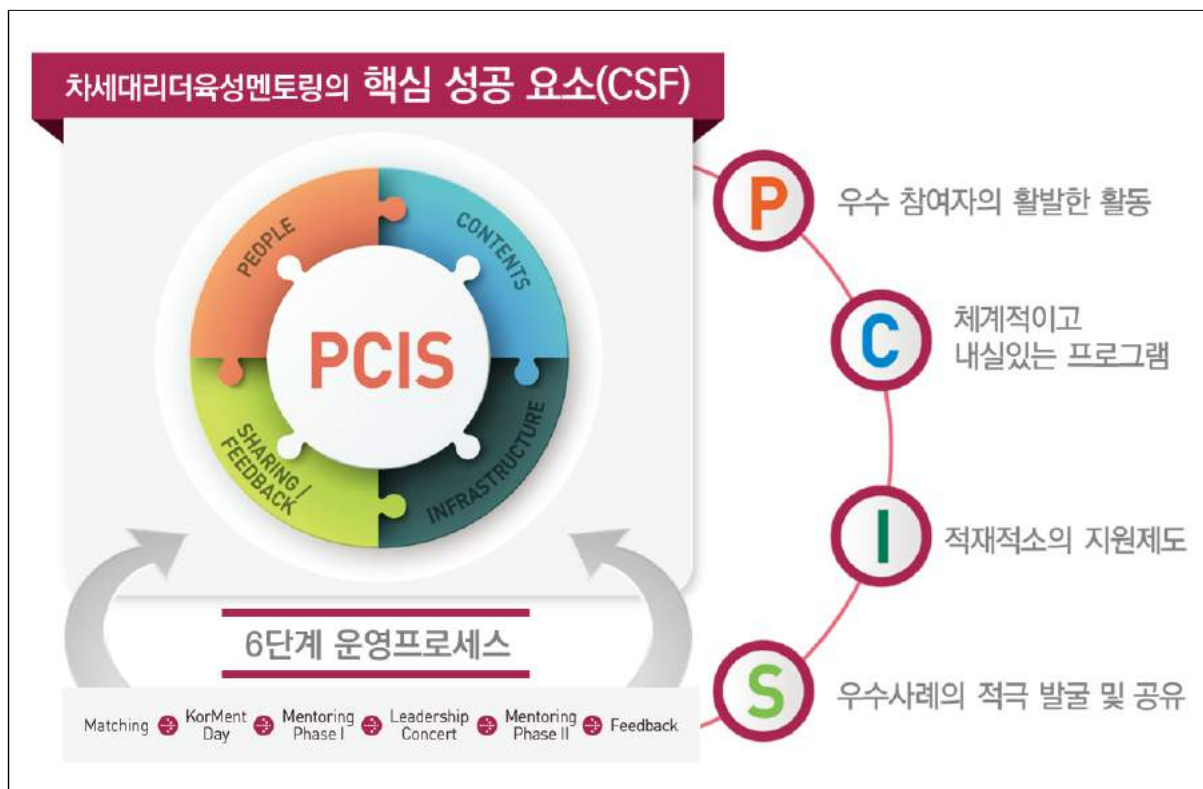 차세대리더육성멘토링의 핵심 성공 요소(CSF)
PEOPLE
CONTENTS
PCIS
SHARING /
FEEDBACK
INFRASTRUCTURE
P
우수 참여자의 활발한 활동
C
체계적이고
내실있는 프로그램
I
적재적소의 지원제도
S
우수사례의 적극 발굴 및 공유
6단계 운영프로세스
Matching
KorMent
Day
Mentoring
Phase I
Leadership
Concert
Mentoring
Phase II
Feedback